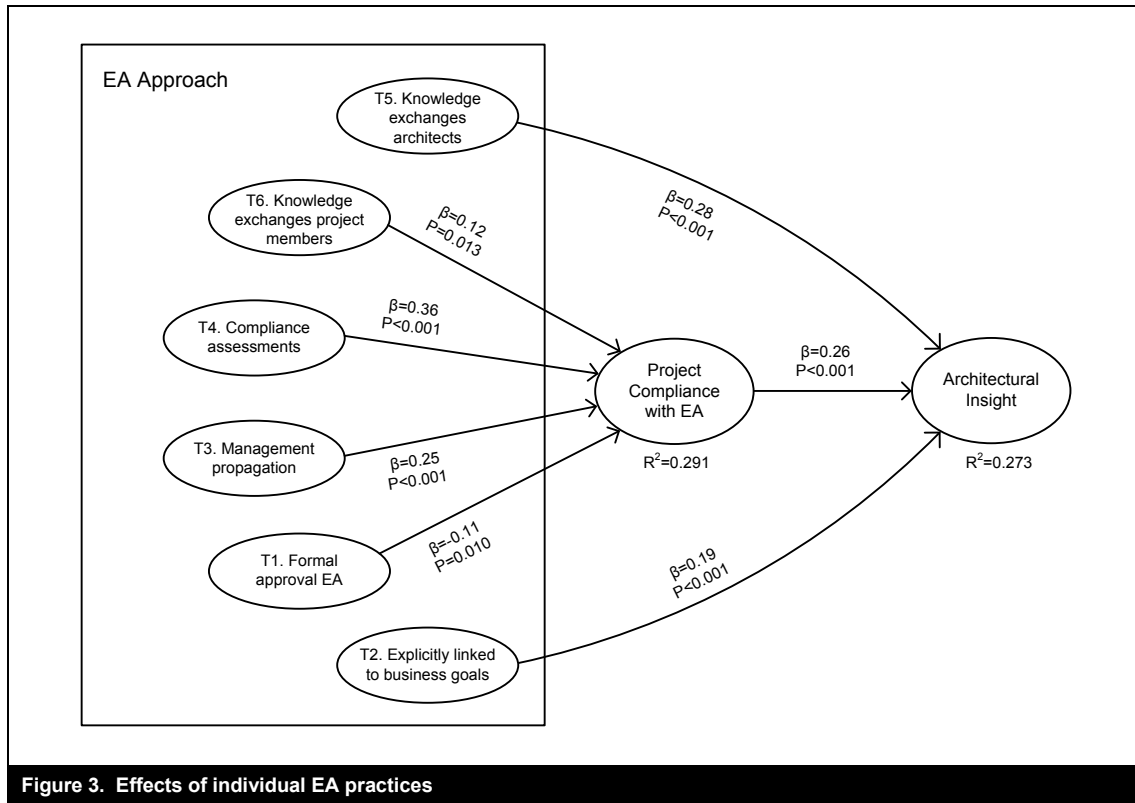 EA Approach
T5. Knowledge
exchanges
architects
β=0.28
P<0.001
T6. Knowledge
exchanges project
members
β=0.12
P=0.013
T4. Compliance
assessments
β=0.36
P<0.001
Project
Compliance
with EA
R²=0.291
β=0.26
P<0.001
Architectural
Insight
R²=0.273
T3. Management
propagation
β=0.25
P<0.001
T1. Formal
approval EA
β=-0.11
P=0.010
T2. Explicitly linked
to business goals
β=0.19
P<0.001
Figure 3. Effects of individual EA practices